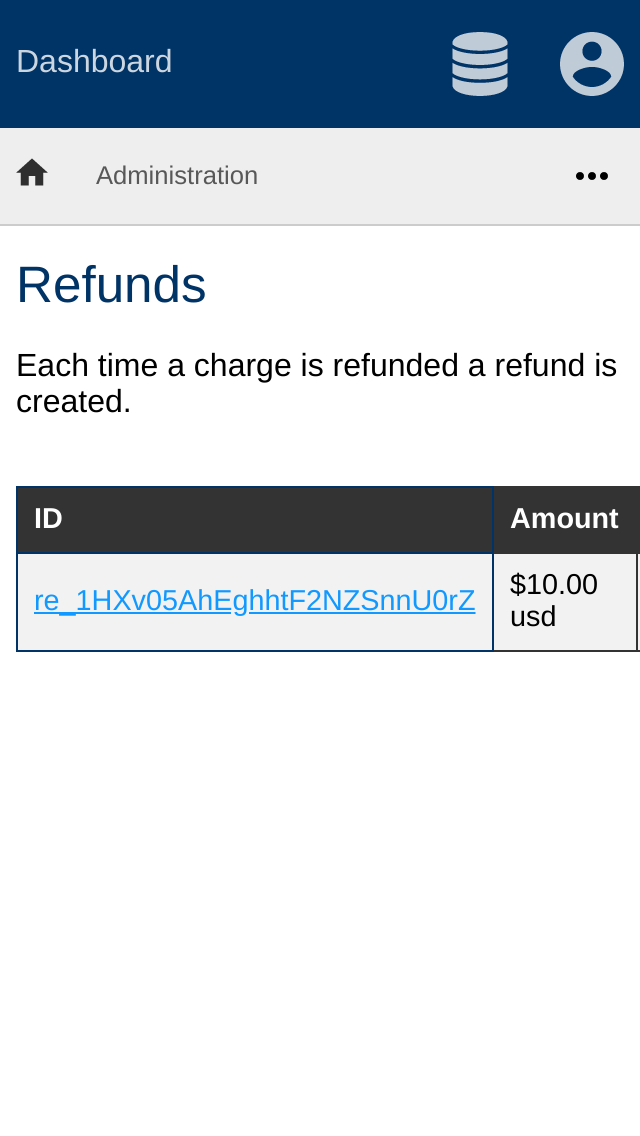 Dashboard
Administration
Refunds
Each time a charge is refunded a refund is
created.
ID Amount
re_1HXv05AhEghhtF2NZSnnU0rZ $10.00
usd